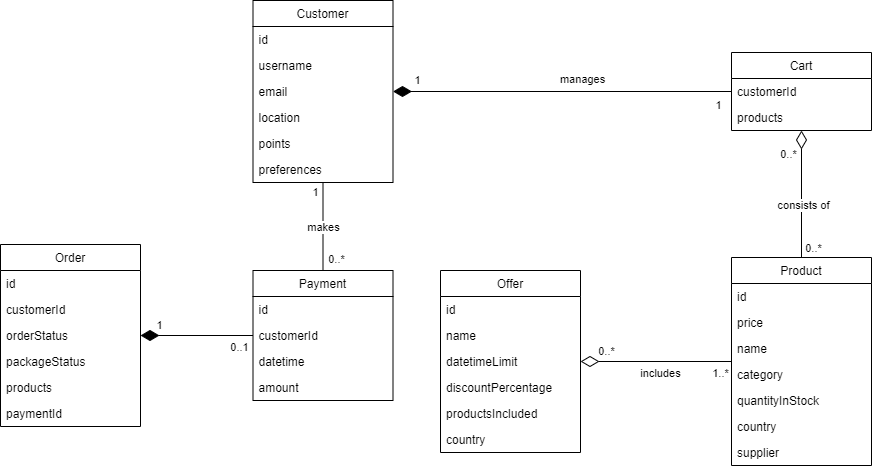 Customer
id
username
email
location
points
preferences
1
manages
1
Cart
customerId
products
0..*
consists of
0..*
1
makes
0..*
Order
id
customerId
orderStatus
packageStatus
products
paymentId
1
0..1
Payment
id
customerId
datetime
amount
Offer
id
name
datetimeLimit
discountPercentage
productsIncluded
country
0..*
includes
1..*
Product
id
price
name
category
quantityInStock
country
supplier